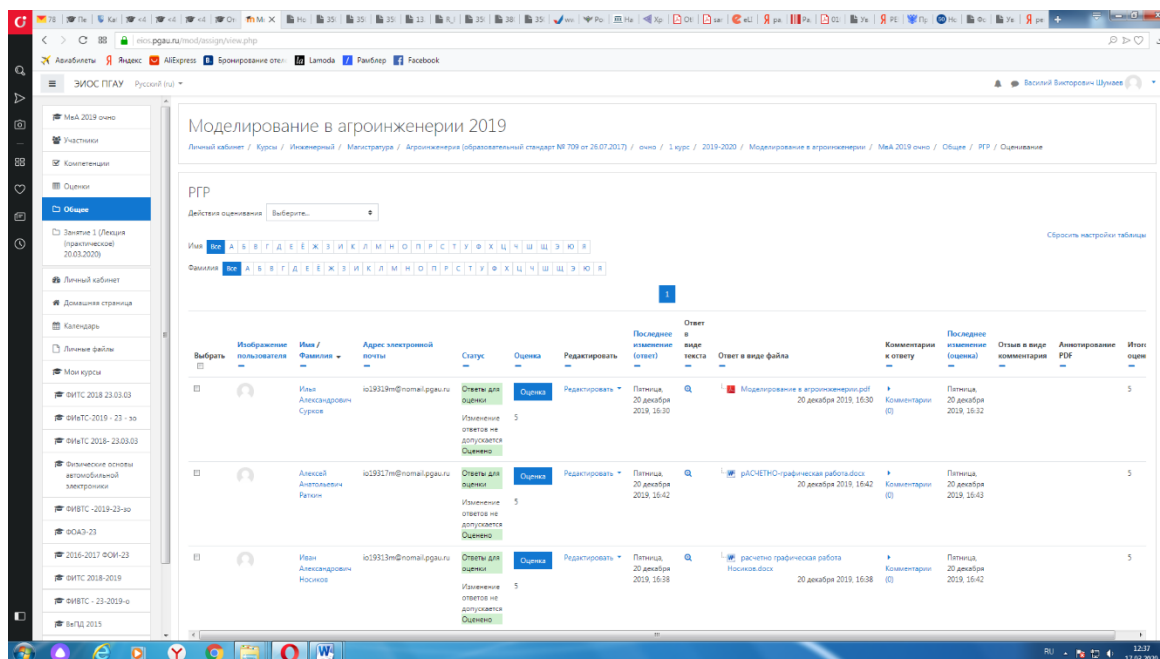 eios.pgau.ru/mod/assign/view.php
Авиабилеты Яндекс AliExpress Бронирование отел Lamoda Рамблер Facebook
ЭИОС ПГАУ Русский (ru)
Василий Викторович Шумаев
МвА 2019 очно
Участники
Компетенции
Оценки
Общее
Занятие 1 (Лекция
(практическое)
20.03.2020)
Личный кабинет
Домашняя страница
Календарь
Личные файлы
Мои курсы
ФИТС 2018 23.03.03
ФИвТС-2019 - 23 - зо
ФИвТС 2018- 23.03.03
Физические основы
автомобильной
электроники
ФИВТС -2019-23-зо
ФОАЭ-23
2016-2017 ФОИ-23
ФИТС 2018-2019
ФИВТС - 23-2019-о
ВеПД 2015
Моделирование в агроинженерии 2019
Личный кабинет / Курсы / Инженерный / Магистратура / Агроинженерия (образовательный стандарт № 709 от 26.07.2017) / очно / 1 курс / 2019-2020 / Моделирование в агроинженерии / МвА 2019 очно / Общее / РГР / Оценивание
РГР
Действия оценивания Выберите...
Сбросить настройки таблицы
Имя Все А Б В Г Д Е Ё Ж З И К Л М Н О П Р С Т У Ф Х Ц Ч Ш Щ Э Ю Я
Фамилия Все А Б В Г Д Е Ё Ж З И К Л М Н О П Р С Т У Ф Х Ц Ч Ш Щ Э Ю Я
1
Выбрать
Изображение
пользователя
Имя /
Фамилия
Адрес электронной
почты
Статус
Оценка
Редактировать
Последнее
изменение
(ответ)
Ответ
в
виде
текста
Ответ в виде файла
Комментарии
к ответу
Последнее
изменение
(оценка)
Отзыв в виде
комментария
Аннотирование
PDF
Итого
оцен
Илья
Александрович
Сурков
io19319m@nomail.pgau.ru
Ответы для
оценки
Изменение
ответов не
допускается
Оценено
Оценка
5
Редактировать
Пятница,
20 декабря
2019, 16:30
Моделирование в агроинженерии.pdf
20 декабря 2019, 16:30
Комментарии
(0)
Пятница,
20 декабря
2019, 16:32
5
Алексей
Анатольевич
Раткин
io19317m@nomail.pgau.ru
Ответы для
оценки
Изменение
ответов не
допускается
Оценено
Оценка
5
Редактировать
Пятница,
20 декабря
2019, 16:42
рАСЧЕТНО-графическая работа.docx
20 декабря 2019, 16:42
Комментарии
(0)
Пятница,
20 декабря
2019, 16:43
5
Иван
Александрович
Носиков
io19313m@nomail.pgau.ru
Ответы для
оценки
Изменение
ответов не
допускается
Оценено
Оценка
5
Редактировать
Пятница,
20 декабря
2019, 16:38
расчетно графическая работа
Носиков.docx
20 декабря 2019, 16:38
Комментарии
(0)
Пятница,
20 декабря
2019, 16:42
5
RU
12:37
17.03.2020